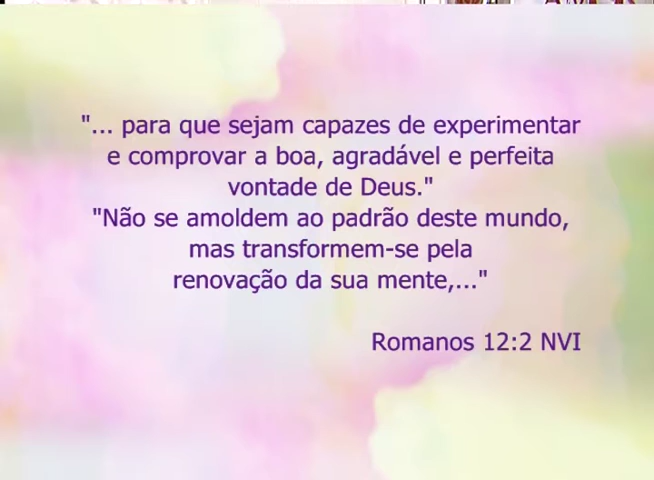 "... para que sejam capazes de experimentar
e comprovar a boa, agradável e perfeita
vontade de Deus."
"Não se amoldem ao padrão deste mundo,
mas transformem-se pela
renovação da sua mente,..."
Romanos 12:2 NVI